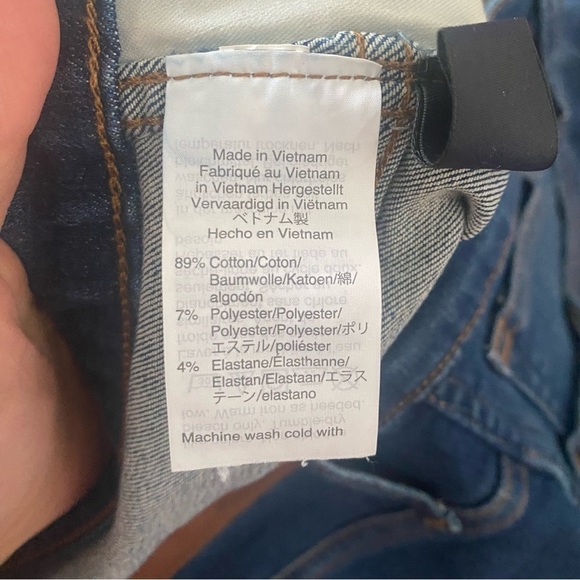 Made in Vietnam
Fabriqué au Vietnam
in Vietnam Hergestellt
Vervaardigd in Viëtnam
ベトナム製
Hecho en Vietnam
89% Cotton/Coton/
Baumwolle/Katoen/綿/
algodón
7% Polyester/Polyester/
Polyester/Polyester/ポリ
エステル/poliéster
4% Elastane/Élasthanne/
Elastan/Elastaan/エラス
テーン/elastano
Machine wash cold with